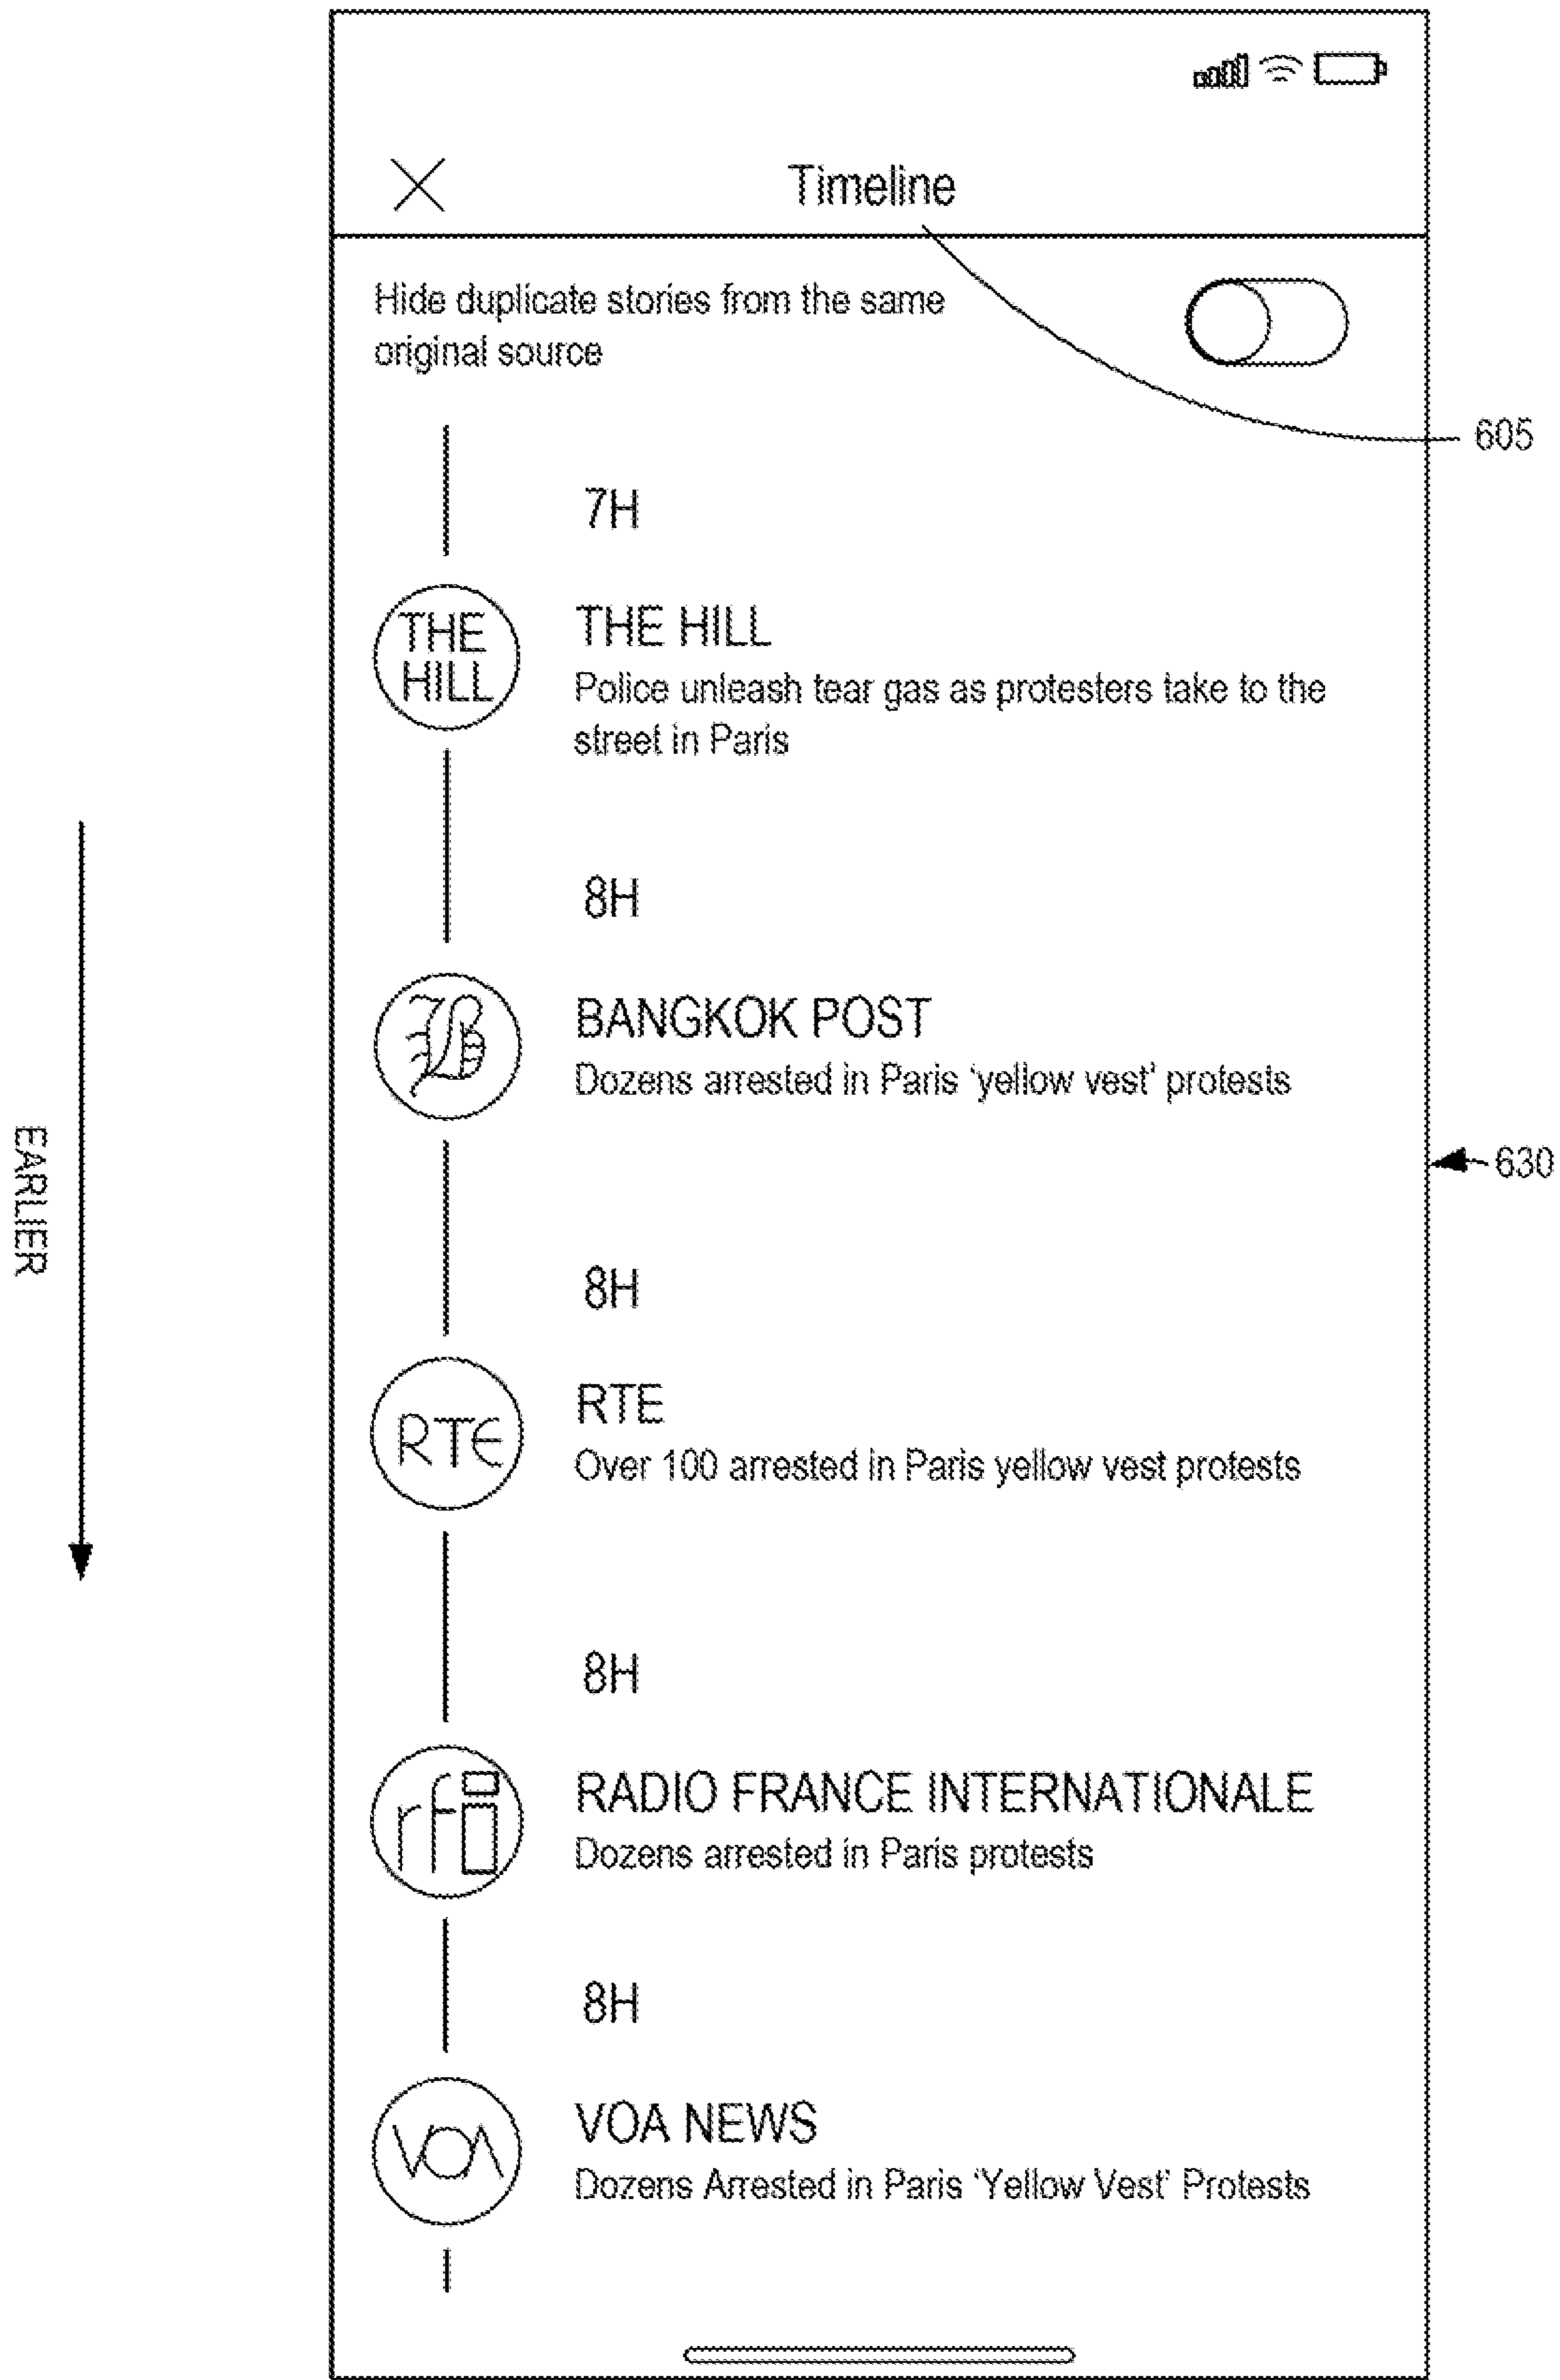 Timeline
Hide duplicate stories from the same
original source
605
7H
THE
HILL
THE HILL
Police unleash tear gas as protesters take to the
street in Paris
8H
B
BANGKOK POST
Dozens arrested in Paris ‘yellow vest’ protests
EARLIER
630
8H
RTE
RTE
Over 100 arrested in Paris yellow vest protests
8H
rfi
RADIO FRANCE INTERNATIONALE
Dozens arrested in Paris protests
8H
VOA
VOA NEWS
Dozens Arrested in Paris ‘Yellow Vest’ Protests